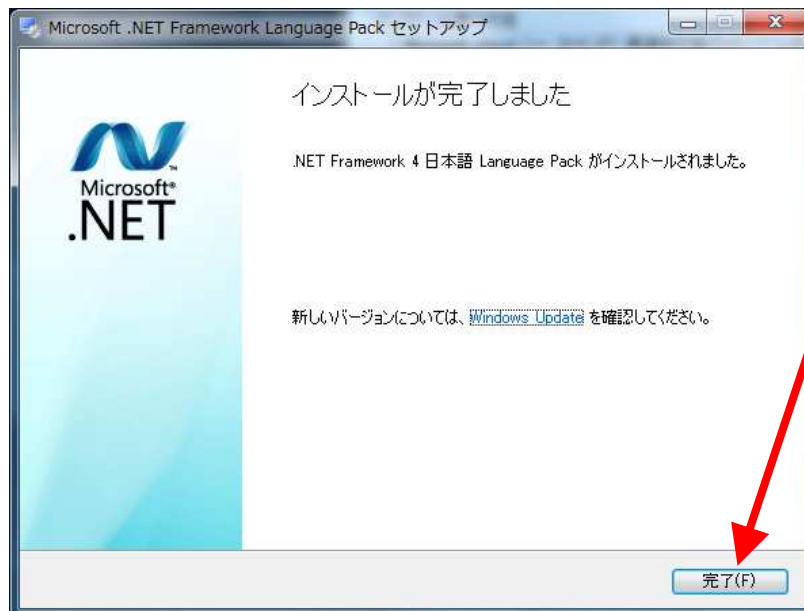 Microsoft .NET Framework Language Pack セットアップ
インストールが完了しました
Microsoft®
.NET
.NET Framework 4 日本語 Language Pack がインストールされました。
新しいバージョンについては、Windows Update を確認してください。
完了(F)